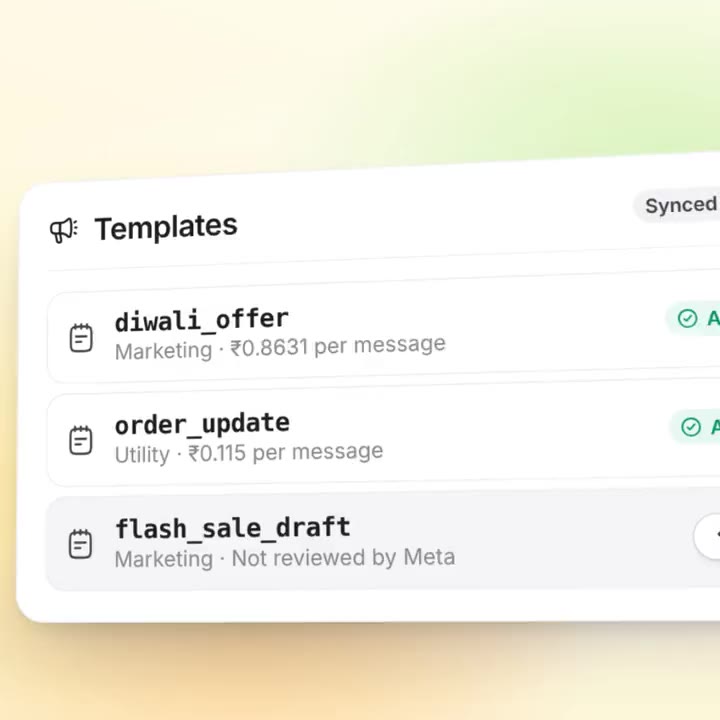 Templates
Synced
diwali_offer
Marketing · ₹0.8631 per message
A
order_update
Utility · ₹0.115 per message
A
flash_sale_draft
Marketing · Not reviewed by Meta